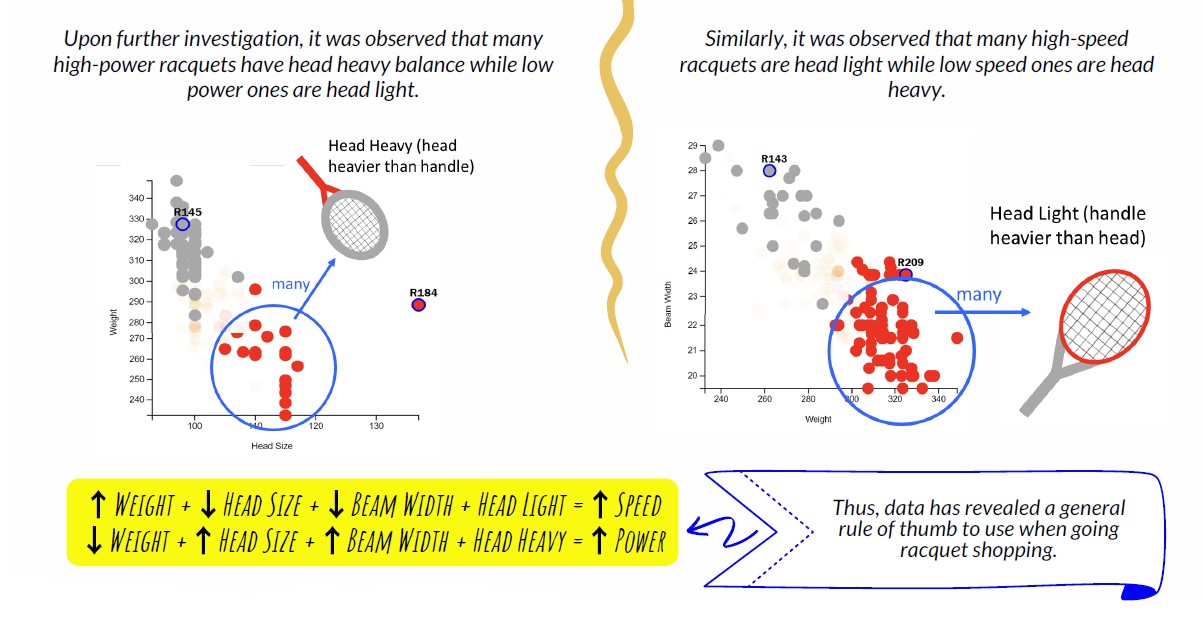 Upon further investigation, it was observed that many
high-power racquets have head heavy balance while low
power ones are head light.
Similarly, it was observed that many high-speed
racquets are head light while low speed ones are head
heavy.
Head Heavy (head
heavier than handle)
340
330
320
310
300
290
280
270
260
250
240
Weight
R145
R184
many
100
110
120
130
Head Size
29
28
27
26
25
24
23
22
21
20
Beam Width
R143
R209
many
240
260
280
300
320
340
Weight
Head Light (handle
heavier than head)
↑ Weight + ↓ Head Size + ↓ Beam Width + Head Light = ↑ Speed
↓ Weight + ↑ Head Size + ↑ Beam Width + Head Heavy = ↑ Power
Thus, data has revealed a general
rule of thumb to use when going
racquet shopping.